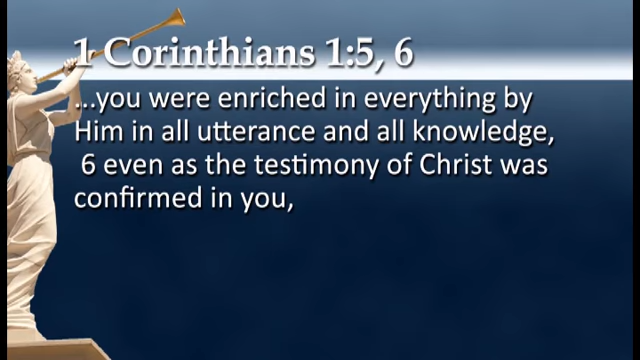 1 Corinthians 1:5, 6
...you were enriched in everything by
Him in all utterance and all knowledge,
6 even as the testimony of Christ was
confirmed in you,